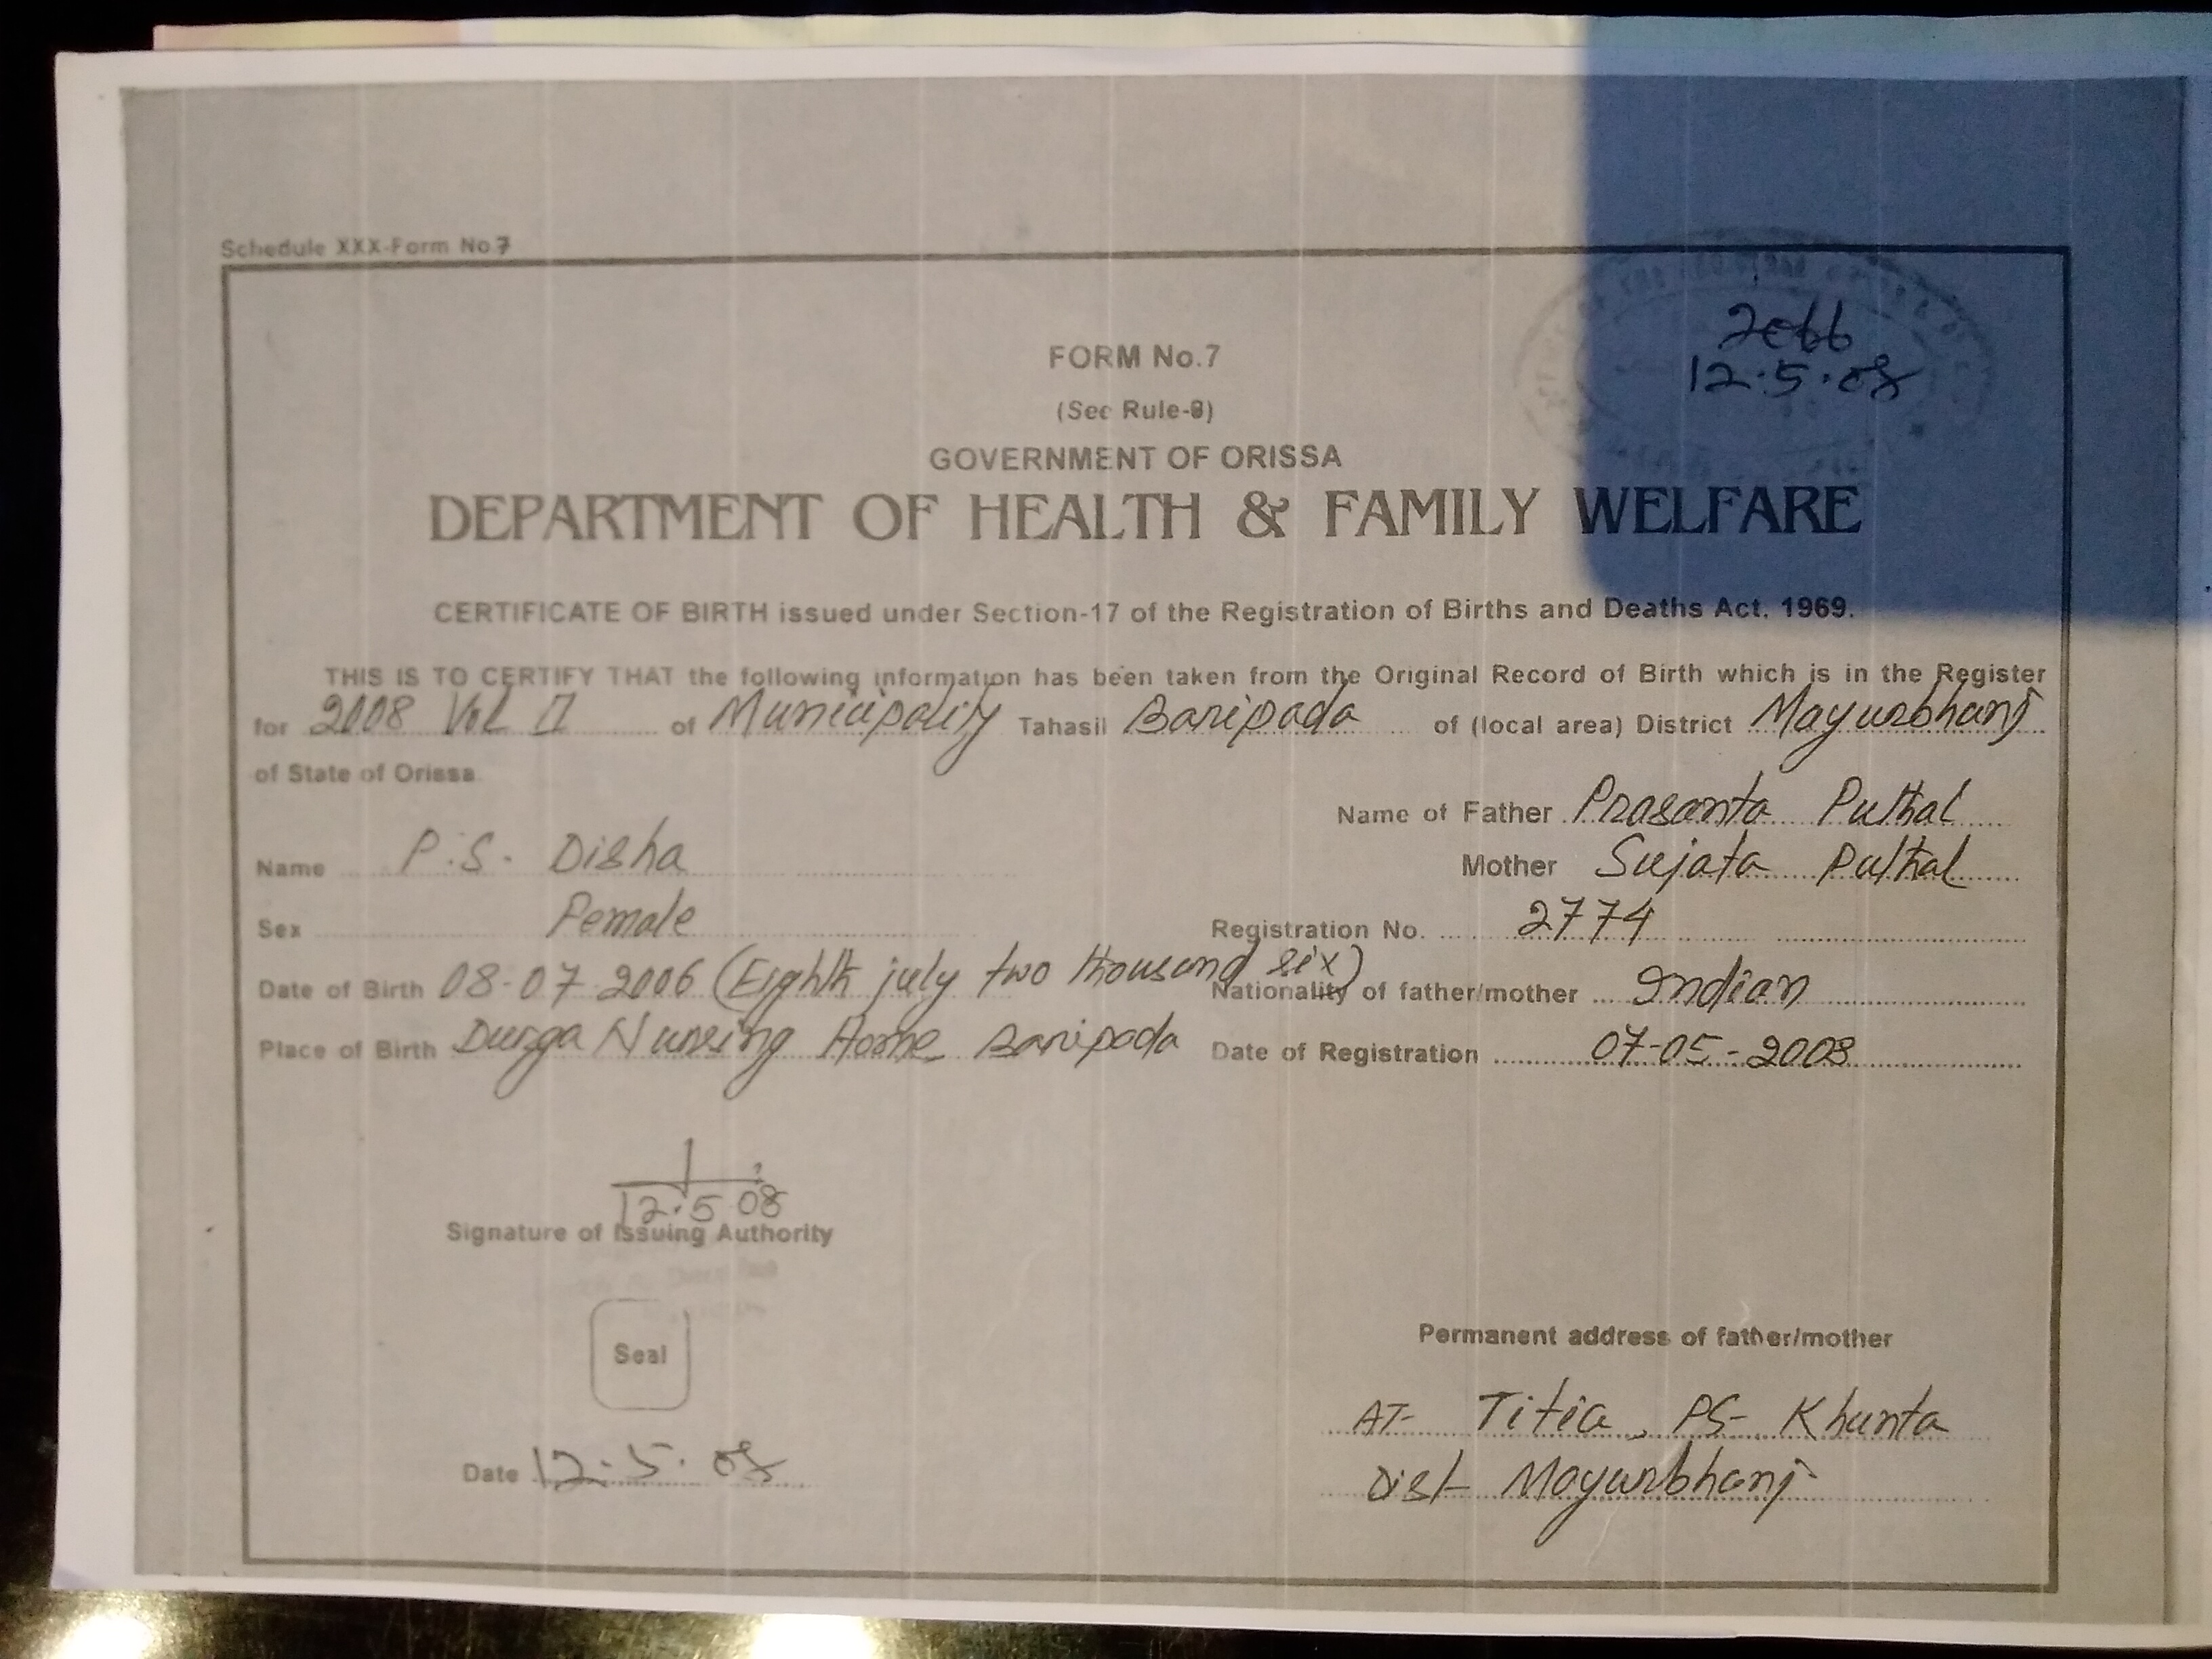 Schedule XXX-Form No.7
12.5.08
FORM No.7
(See Rule-8)
GOVERNMENT OF ORISSA
DEPARTMENT OF HEALTH & FAMILY WELFARE
CERTIFICATE OF BIRTH issued under Section-17 of the Registration of Births and Deaths Act. 1969.
THIS IS TO CERTIFY THAT the following information has been taken from the Original Record of Birth which is in the Register
for 2008 Vol II of Municipality Tahasil Baripada of (local area) District Mayurbhanj
of State of Orissa.
Name of Father Prasanta Puthal
Name P.S. Disha
Mother Sujata Puthal
Sex Female
Registration No. 2774
Date of Birth 08-07-2006 (Eighth july two thousand six)
Nationality of father/mother Indian
Place of Birth Durga Nursing Home, Baripada
Date of Registration 07-05-2008
12.5.08
Signature of Issuing Authority
Seal
Permanent address of father/mother
AT- Titia, PS- Khunta
Date 12.5.08
Dist- Mayurbhanj